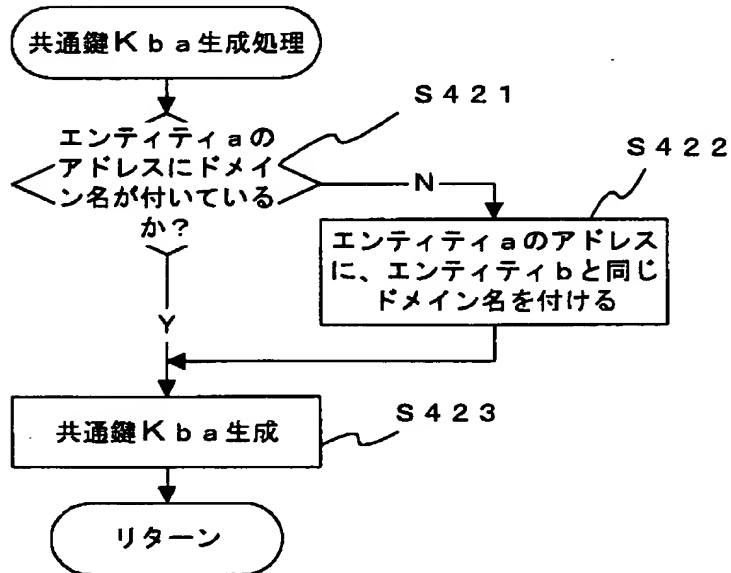 共通鍵Kba生成処理
S421
エンティティaの
アドレスにドメイ
ン名が付いている
か?
N
S422
エンティティaのアドレス
に、エンティティbと同じ
ドメイン名を付ける
Y
共通鍵Kba生成
S423
リターン